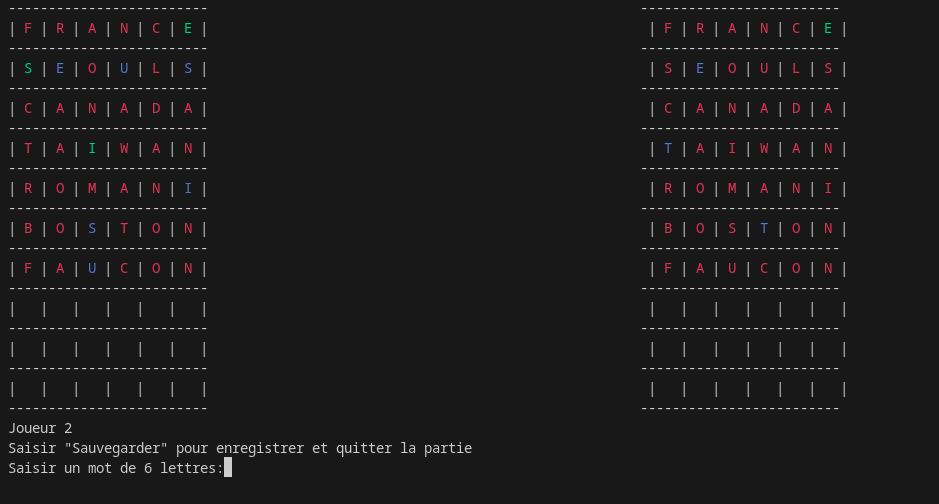 -------------------------                                                      -------------------------
| F | R | A | N | C | E |                                                       | F | R | A | N | C | E |
-------------------------                                                      -------------------------
| S | E | O | U | L | S |                                                       | S | E | O | U | L | S |
-------------------------                                                      -------------------------
| C | A | N | A | D | A |                                                       | C | A | N | A | D | A |
-------------------------                                                      -------------------------
| T | A | I | W | A | N |                                                       | T | A | I | W | A | N |
-------------------------                                                      -------------------------
| R | O | M | A | N | I |                                                       | R | O | M | A | N | I |
-------------------------                                                      -------------------------
| B | O | S | T | O | N |                                                       | B | O | S | T | O | N |
-------------------------                                                      -------------------------
| F | A | U | C | O | N |                                                       | F | A | U | C | O | N |
-------------------------                                                      -------------------------
|   |   |   |   |   |   |                                                       |   |   |   |   |   |   |
-------------------------                                                      -------------------------
|   |   |   |   |   |   |                                                       |   |   |   |   |   |   |
-------------------------                                                      -------------------------
|   |   |   |   |   |   |                                                       |   |   |   |   |   |   |
-------------------------                                                      -------------------------
Joueur 2
Saisir "Sauvegarder" pour enregistrer et quitter la partie
Saisir un mot de 6 lettres: